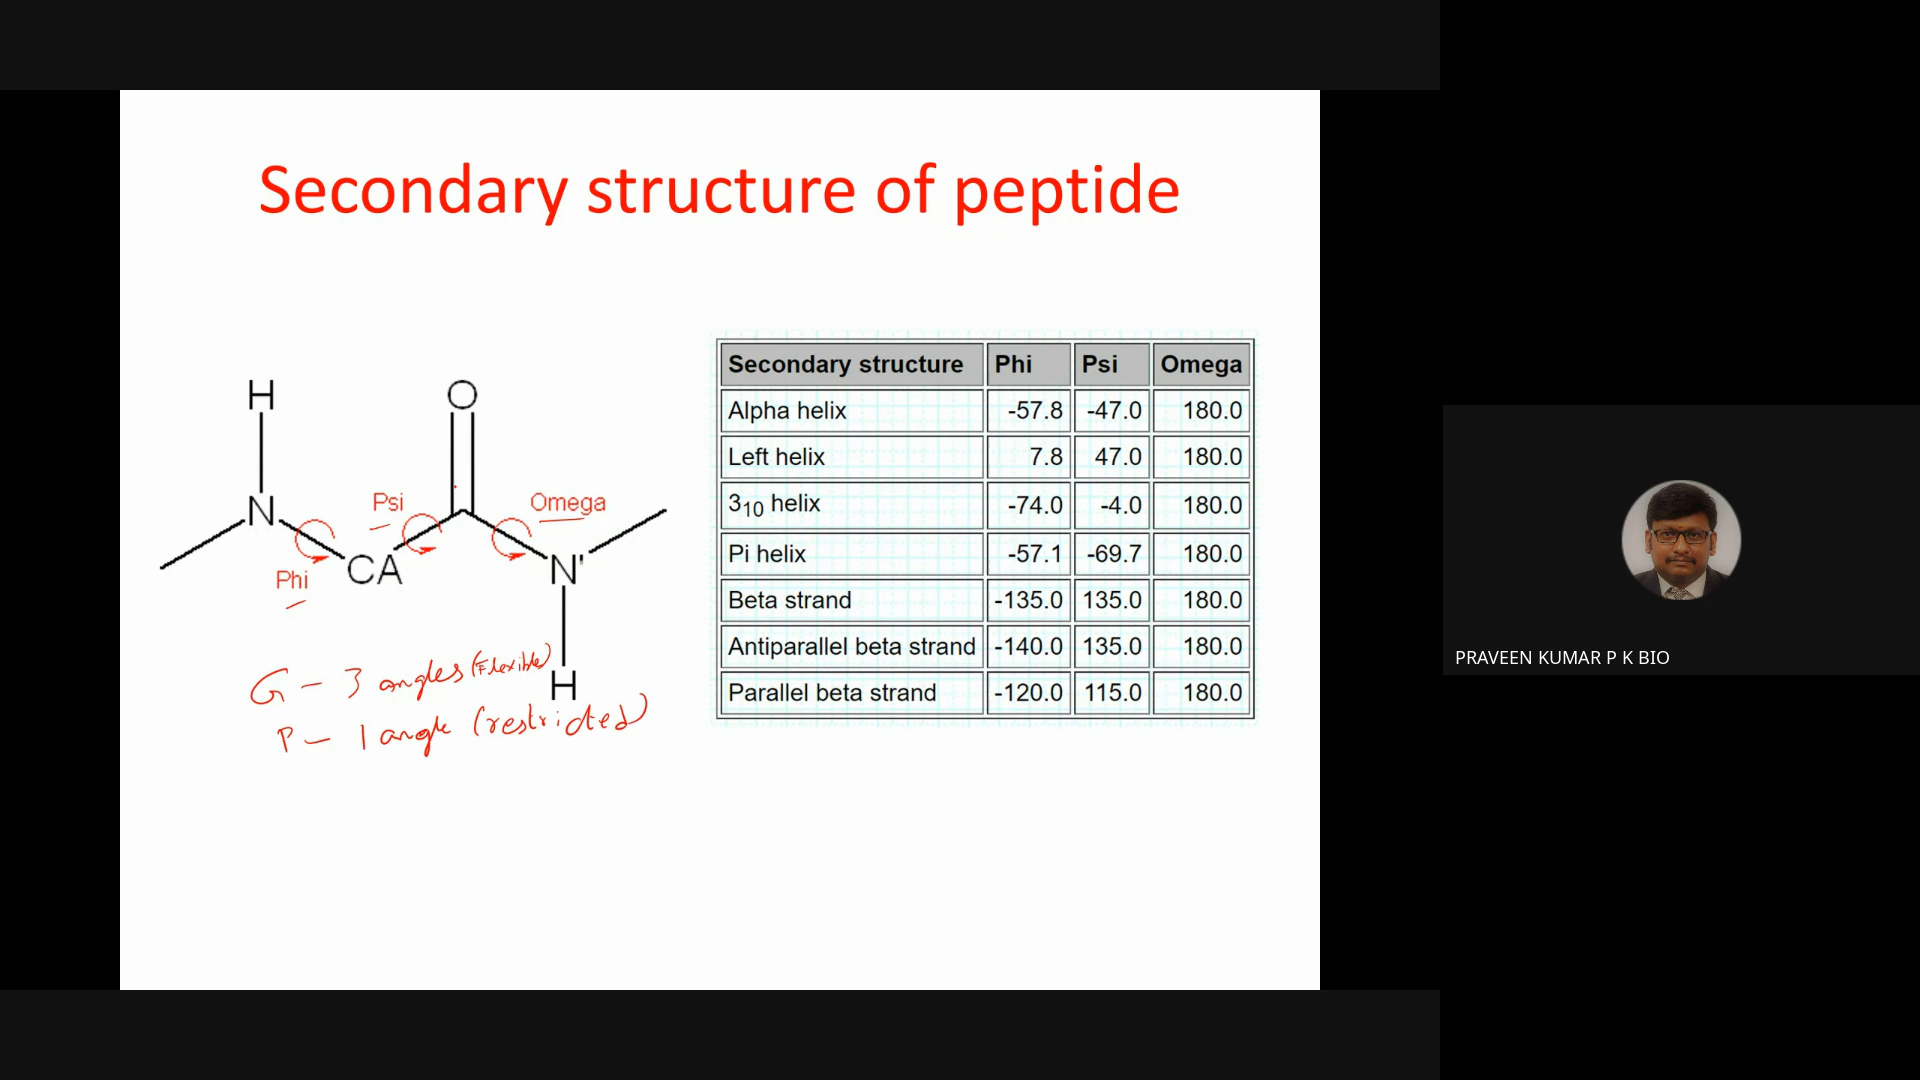 Secondary structure of peptide
H
O
N
Psi
Omega
Phi
CA
N'
H
G - 3 angles (Flexible)
P - 1 angle (restricted)
Secondary structure Phi Psi Omega
Alpha helix -57.8 -47.0 180.0
Left helix 7.8 47.0 180.0
310 helix -74.0 -4.0 180.0
Pi helix -57.1 -69.7 180.0
Beta strand -135.0 135.0 180.0
Antiparallel beta strand -140.0 135.0 180.0
Parallel beta strand -120.0 115.0 180.0
PRAVEEN KUMAR P K BIO